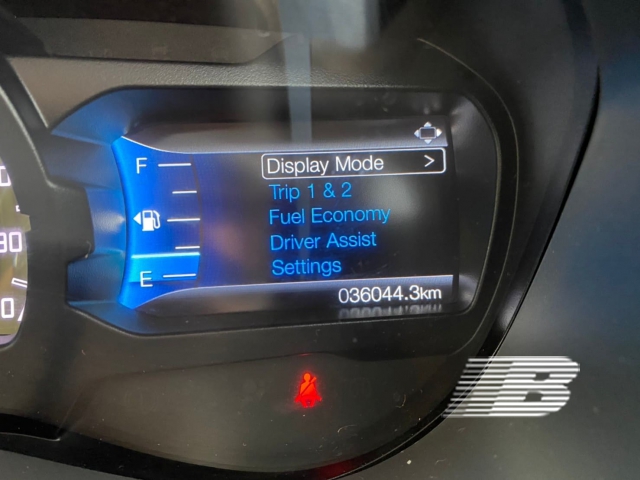 F
Display Mode >
Trip 1 & 2
Fuel Economy
Driver Assist
Settings
E
036044.3km
B